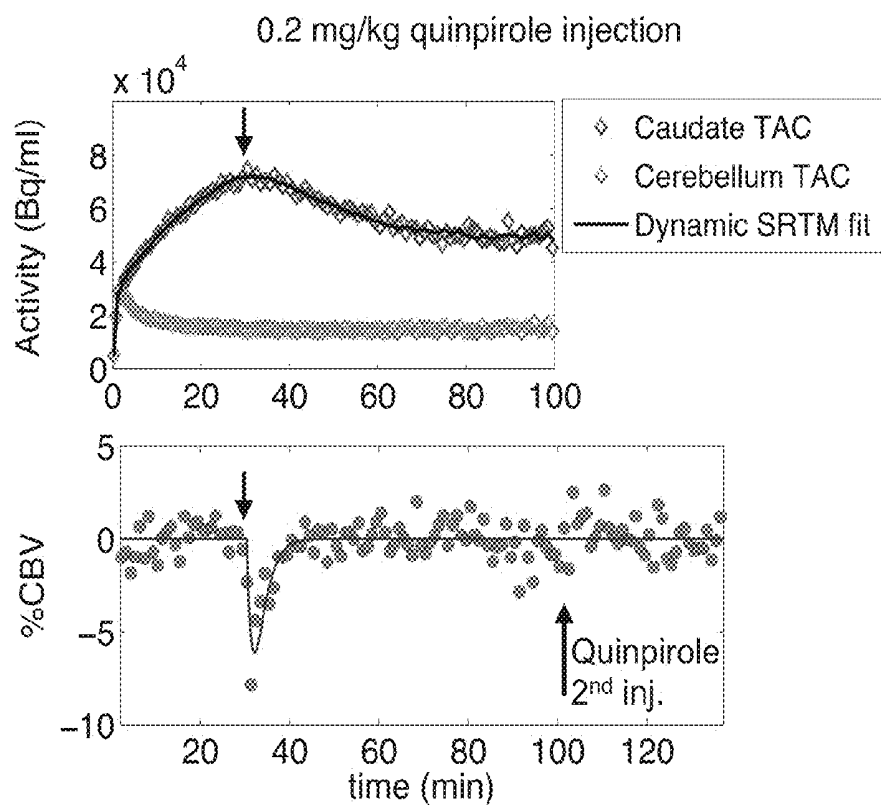 0.2 mg/kg quinpirole injection
x 10⁴
Activity (Bq/ml)
8
6
4
2
0
0 20 40 60 80 100
Caudate TAC
Cerebellum TAC
Dynamic SRTM fit
%CBV
5
0
−5
−10
Quinpirole
2nd inj.
20 40 60 80 100 120
time (min)